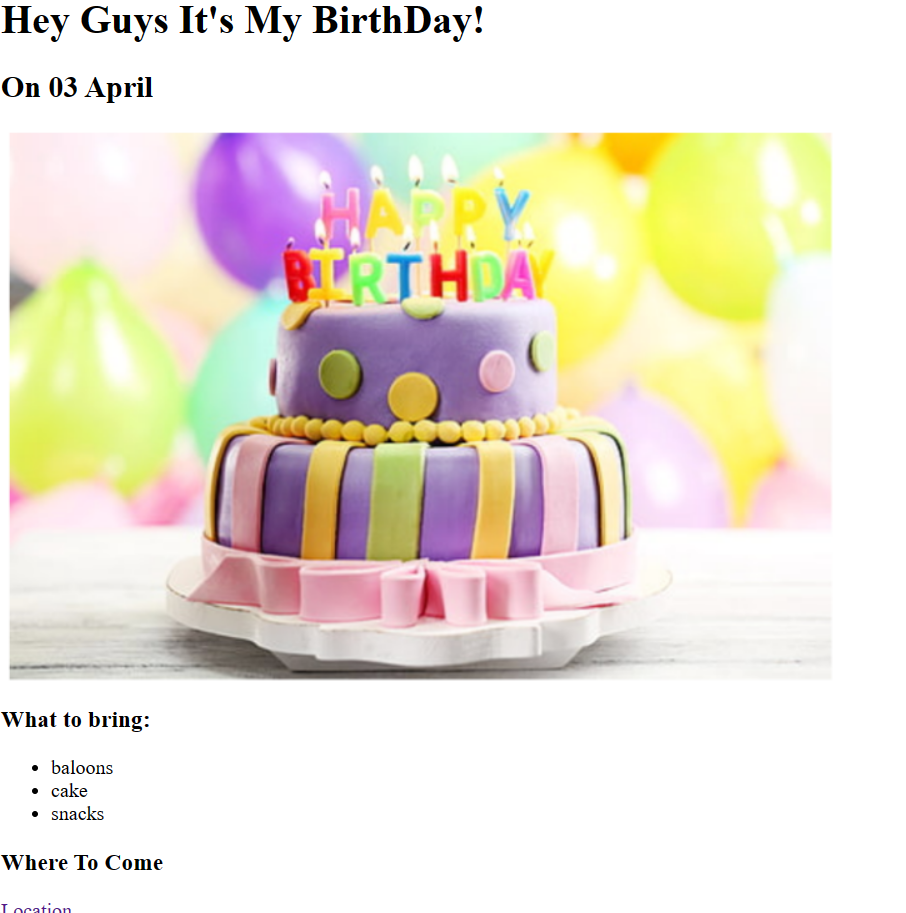 Hey Guys It's My BirthDay!
On 03 April
HAPPY
BIRTHDAY
What to bring:
baloons
cake
snacks
Where To Come
Location